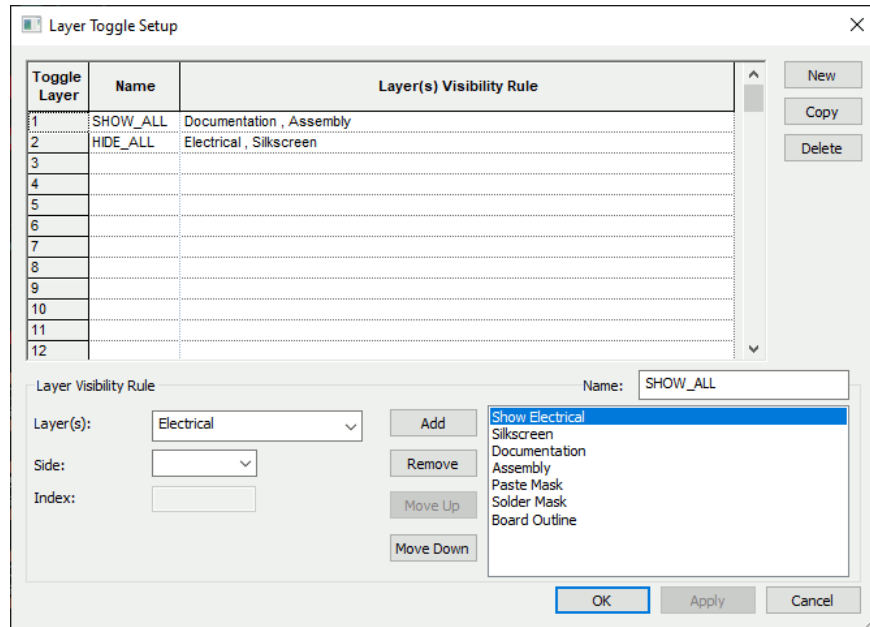 Layer Toggle Setup
Toggle Layer Name Layer(s) Visibility Rule
1 SHOW_ALL Documentation , Assembly
2 HIDE_ALL Electrical , Silkscreen
3
4
5
6
7
8
9
10
11
12
New
Copy
Delete
Layer Visibility Rule
Name: SHOW_ALL
Layer(s): Electrical
Side:
Index:
Add
Remove
Move Up
Move Down
Show Electrical
Silkscreen
Documentation
Assembly
Paste Mask
Solder Mask
Board Outline
OK Apply Cancel